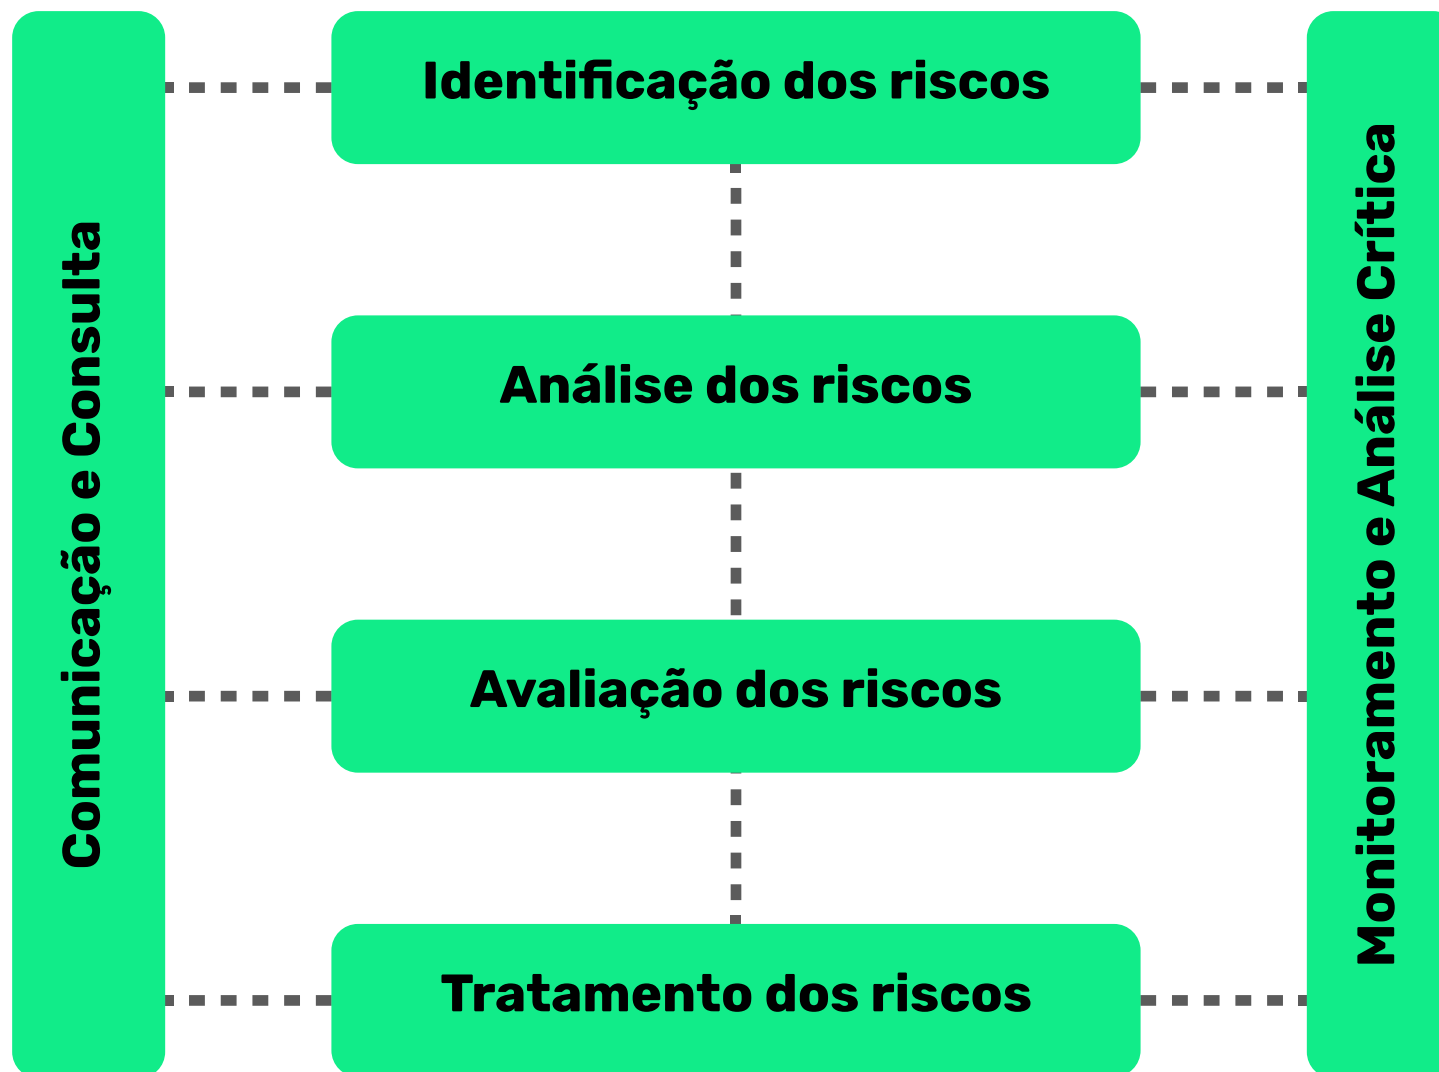 Comunicação e Consulta
Identificação dos riscos
Análise dos riscos
Avaliação dos riscos
Tratamento dos riscos
Monitoramento e Análise Crítica